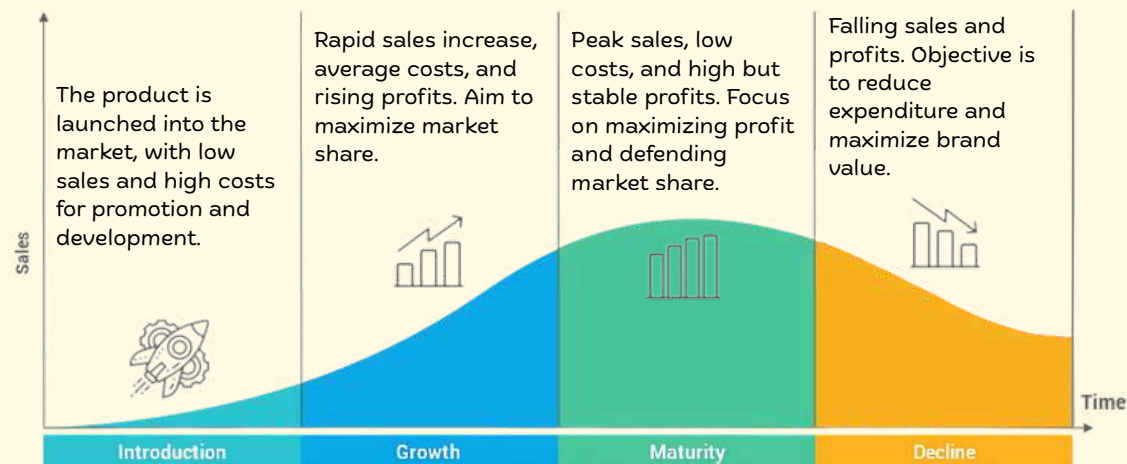 The product is
launched into the
market, with low
sales and high costs
for promotion and
development.
Rapid sales increase,
average costs, and
rising profits. Aim to
maximize market
share.
Peak sales, low
costs, and high but
stable profits. Focus
on maximizing profit
and defending
market share.
Falling sales and
profits. Objective is
to reduce
expenditure and
maximize brand
value.
Sales
Time
Introduction
Growth
Maturity
Decline